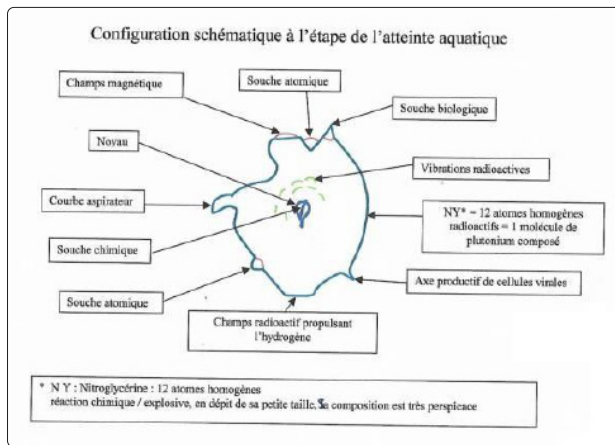 Configuration schématique à l'étape de l'atteinte aquatique
Champs magnétique
Souche atomique
Souche biologique
Noyau
Vibrations radioactives
Courbe aspirateur
NY* = 12 atomes homogènes
radioactifs = 1 molécule de
plutonium composé
Souche chimique
Souche atomique
Axe productif de cellules virales
Champs radioactif propulsant
l'hydrogène
* N Y : Nitroglycérine : 12 atomes homogènes
réaction chimique / explosive, en dépit de sa petite taille, Sa composition est très perspicace